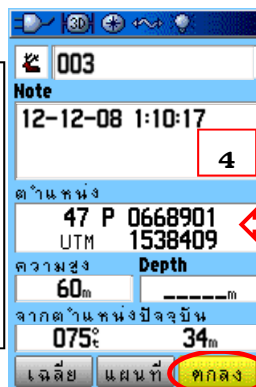 3D
003
Note
12-12-08 1:10:17
4
ตำแหน่ง
47 P 0668901
UTM 1538409
ความสูง Depth
60m _____m
จากตำแหน่งปัจจุบัน
075° 34m
เฉลี่ย แผนที่ ตกลง